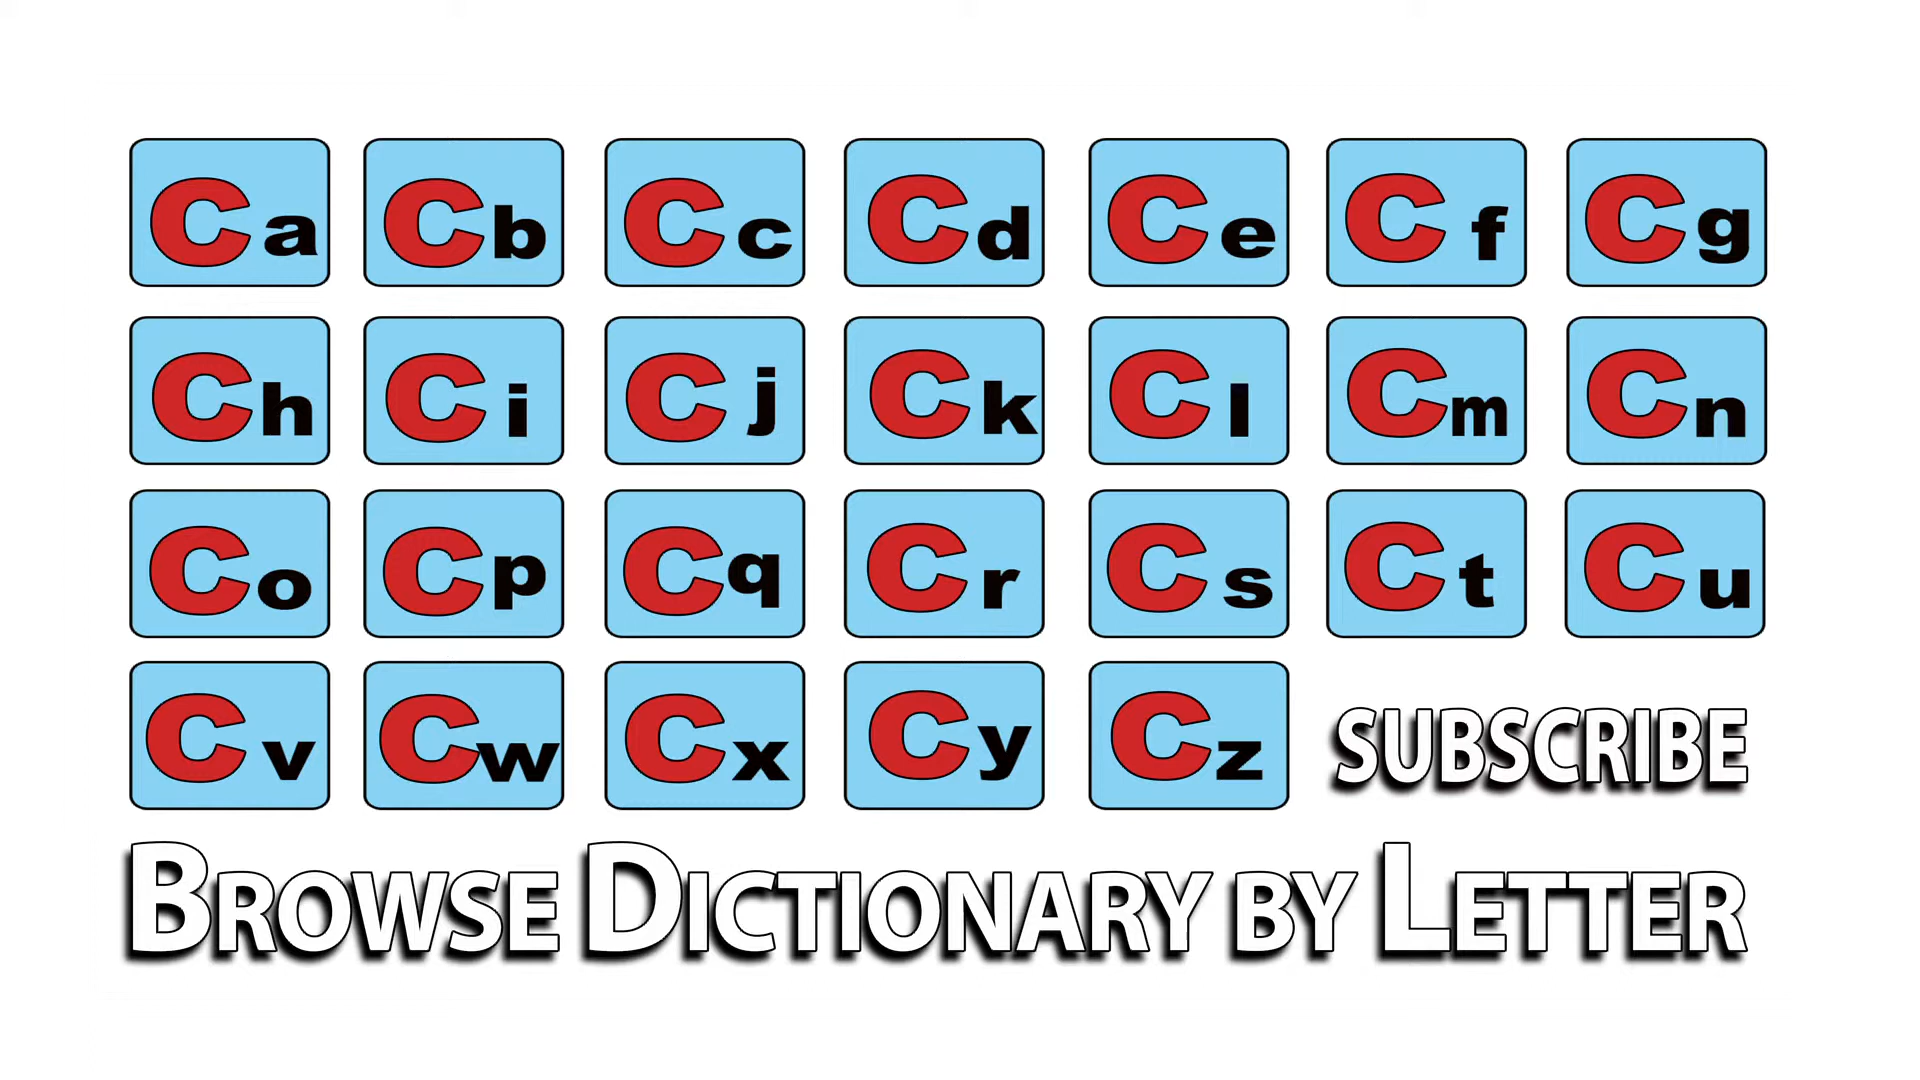 Ca Cb Cc Cd Ce Cf Cg
Ch Ci Cj Ck Cl Cm Cn
Co Cp Cq Cr Cs Ct Cu
Cv Cw Cx Cy Cz SUBSCRIBE
BROWSE DICTIONARY BY LETTER